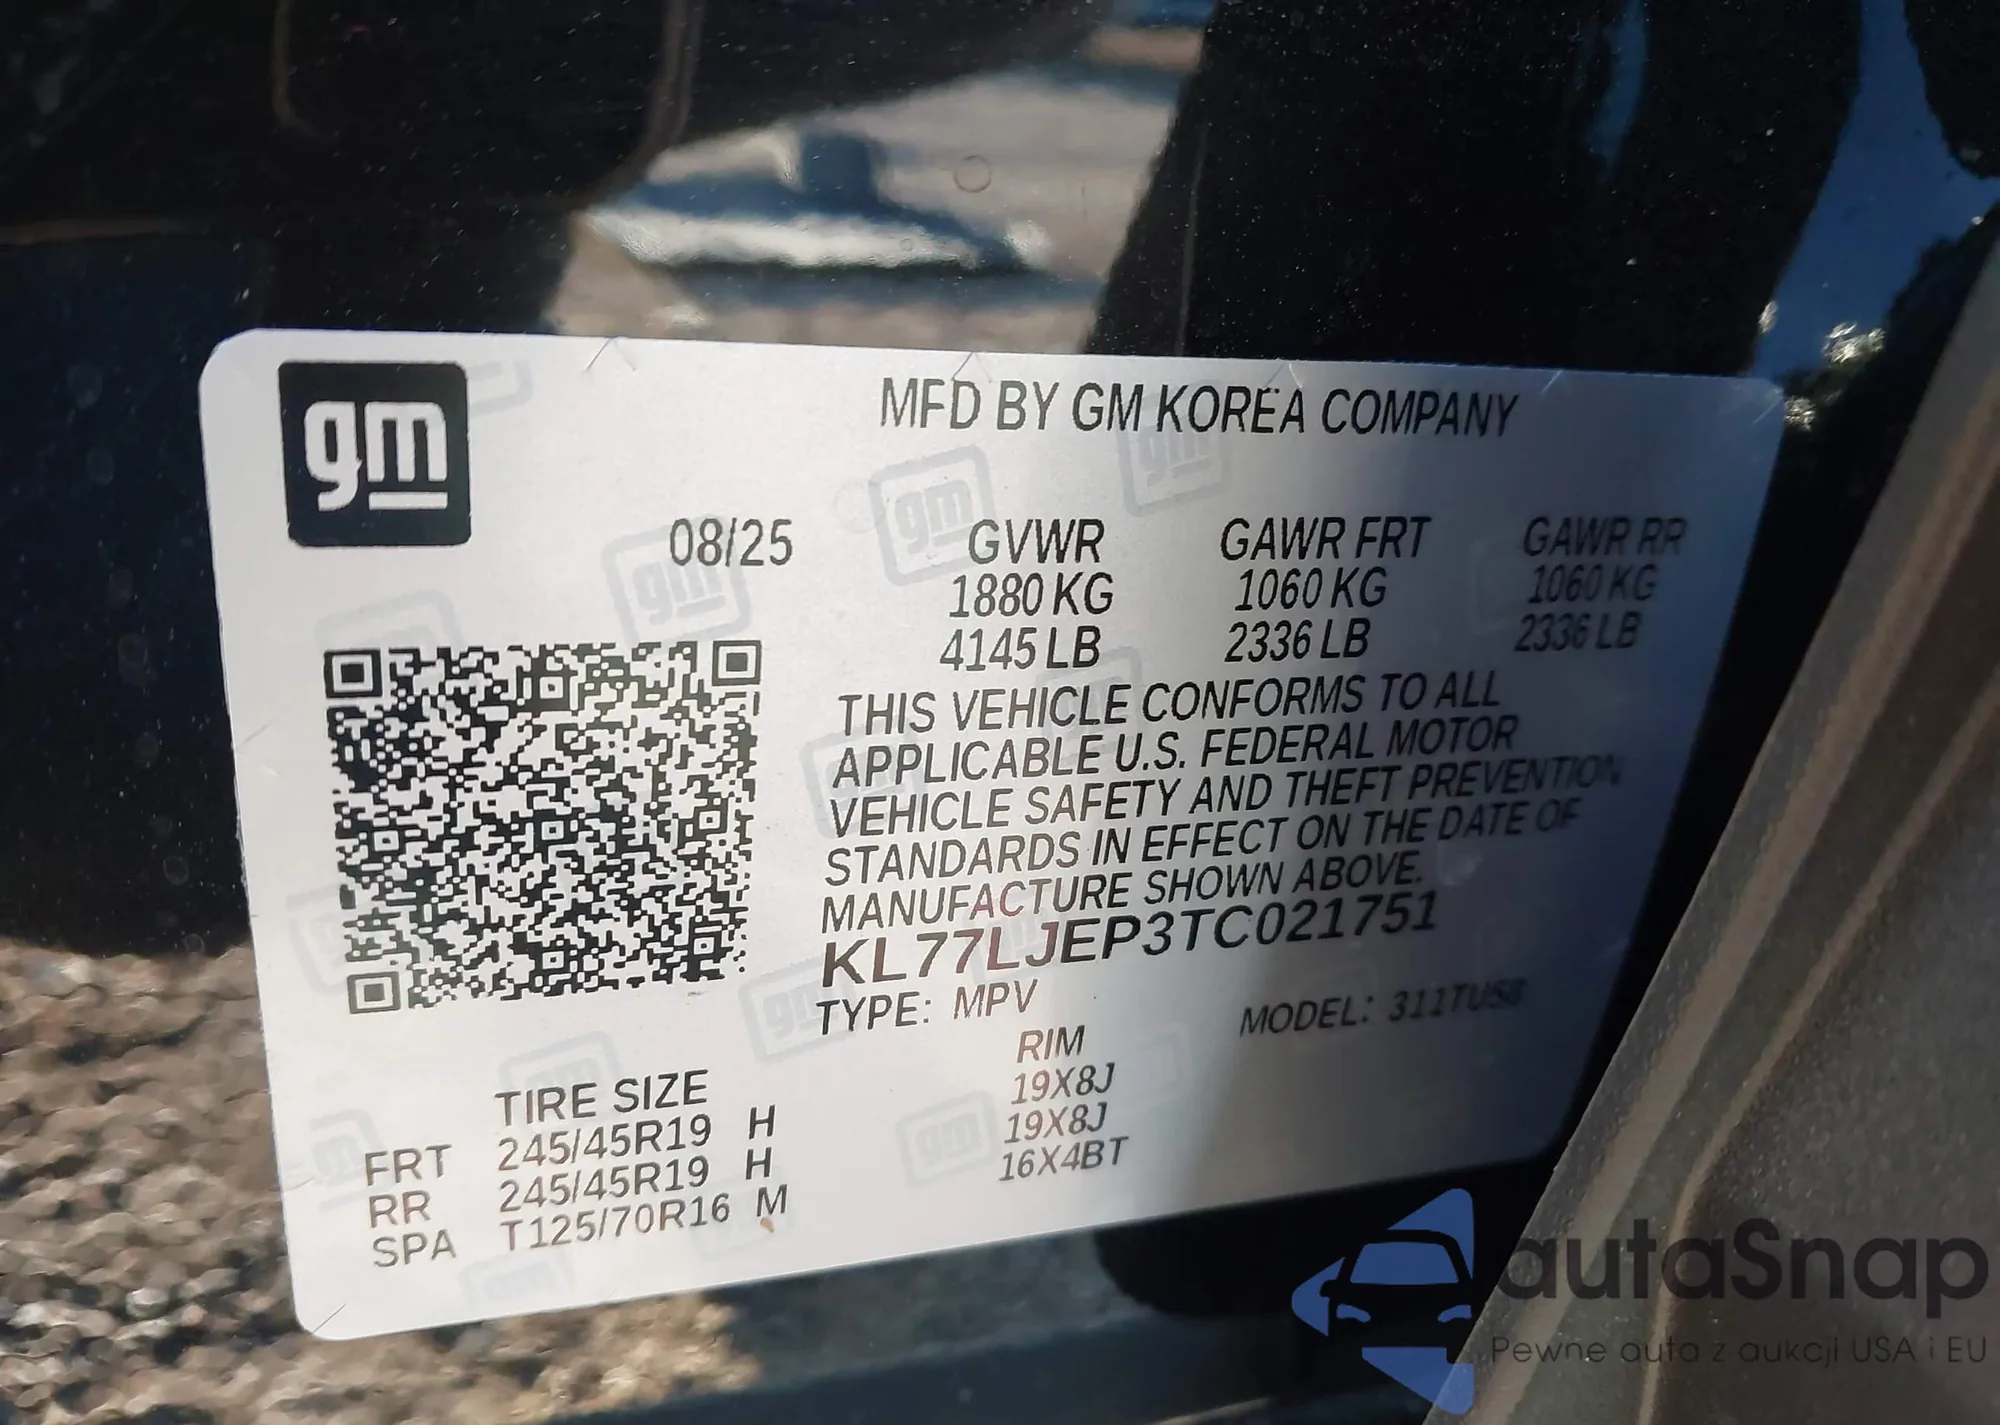 gm
MFD BY GM KOREA COMPANY
08/25 GVWR GAWR FRT GAWR RR
1880 KG 1060 KG 1060 KG
4145 LB 2336 LB 2336 LB
THIS VEHICLE CONFORMS TO ALL
APPLICABLE U.S. FEDERAL MOTOR
VEHICLE SAFETY AND THEFT PREVENTION
STANDARDS IN EFFECT ON THE DATE OF
MANUFACTURE SHOWN ABOVE.
KL77LJEP3TC021751
TYPE: MPV MODEL: 311TU58
TIRE SIZE RIM
FRT 245/45R19 H 19X8J
RR 245/45R19 H 19X8J
SPA T125/70R16 M 16X4BT
autaSnap
Pewne auta z aukcji USA i EU